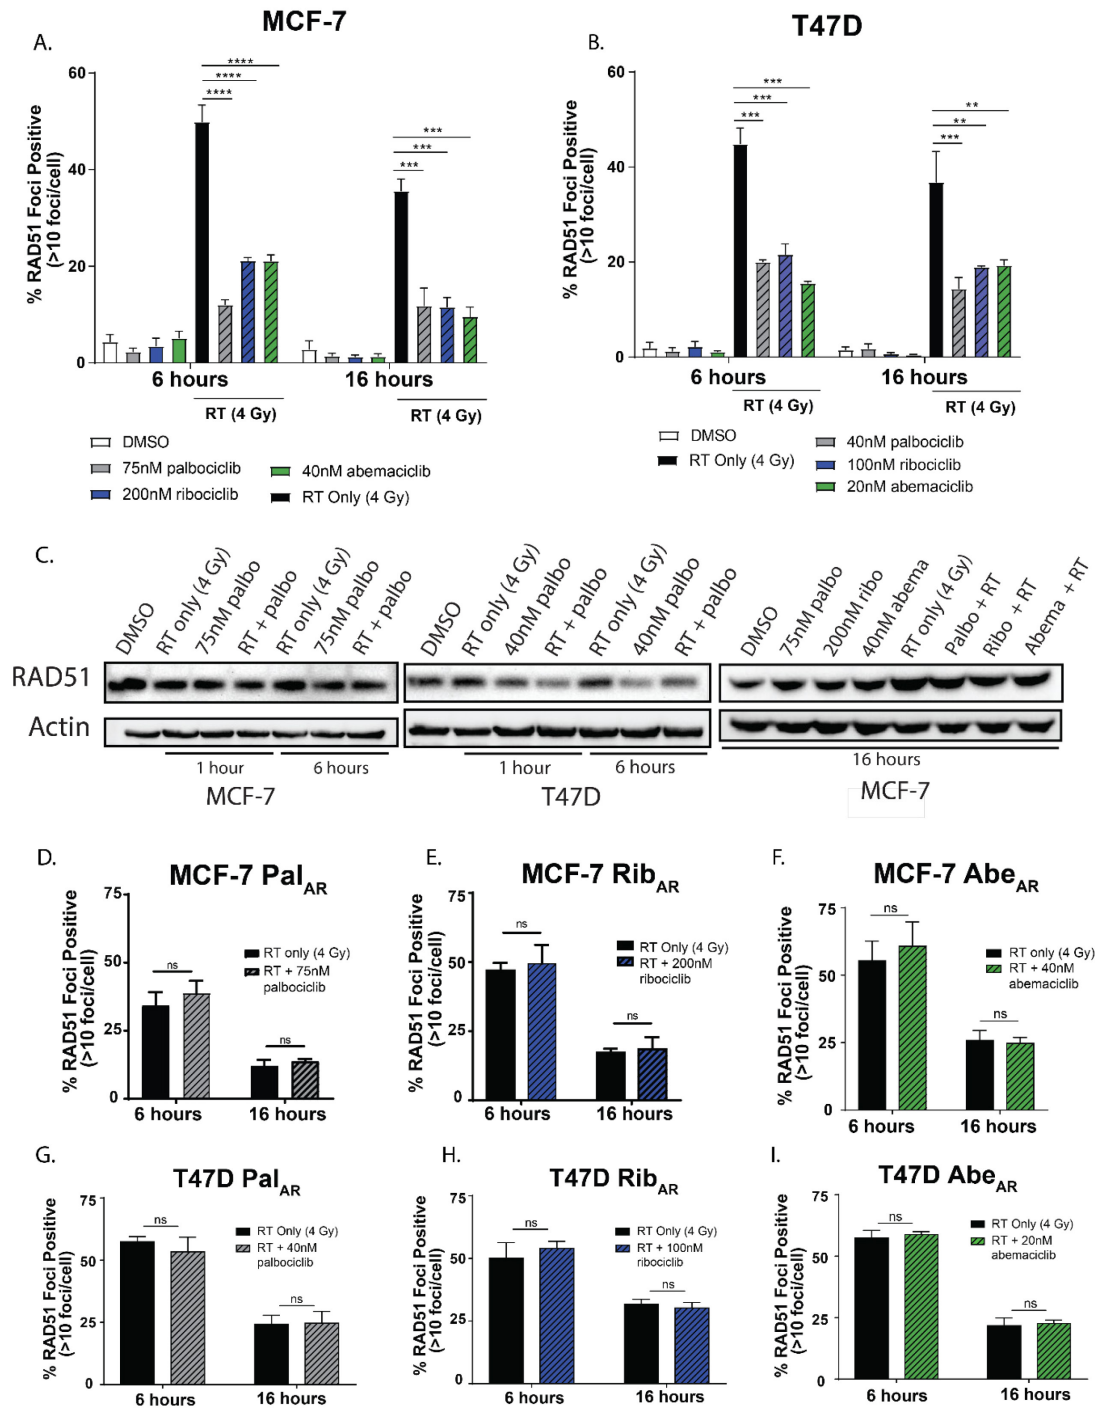 MCF-7
T47D
A.
B.
% RAD51 Foci Positive
(>10 foci/cell)
60
40
20
0
****
****
****
***
***
***
6 hours
16 hours
RT (4 Gy)
RT (4 Gy)
DMSO
75nM palbociclib
200nM ribociclib
40nM abemaciclib
RT Only (4 Gy)
% RAD51 Foci Positive
(>10 foci/cell)
60
40
20
0
***
***
***
**
**
***
6 hours
16 hours
RT (4 Gy)
RT (4 Gy)
DMSO
RT Only (4 Gy)
40nM palbociclib
100nM ribociclib
20nM abemaciclib
C.
DMSO
RT only (4 Gy)
75nM palbo
RT + palbo
RT only (4 Gy)
75nM palbo
RT + palbo
DMSO
RT only (4 Gy)
40nM palbo
RT + palbo
RT only (4 Gy)
40nM palbo
RT + palbo
DMSO
75nM palbo
200nM ribo
40nM abema
RT only (4 Gy)
Palbo + RT
Ribo + RT
Abema + RT
RAD51
Actin
1 hour
6 hours
1 hour
6 hours
16 hours
MCF-7
T47D
MCF-7
D.
MCF-7 PalAR
% RAD51 Foci Positive
(>10 foci/cell)
75
50
25
0
ns
ns
RT only (4 Gy)
RT + 75nM
palbociclib
6 hours
16 hours
E.
MCF-7 RibAR
% RAD51 Foci Positive
(>10 foci/cell)
75
50
25
0
ns
ns
RT Only (4 Gy)
RT + 200nM
ribociclib
6 hours
16 hours
F.
MCF-7 AbeAR
% RAD51 Foci Positive
(>10 foci/cell)
75
50
25
0
ns
ns
RT only (4 Gy)
RT + 40nM
abemaciclib
6 hours
16 hours
G.
T47D PalAR
% RAD51 Foci Positive
(>10 foci/cell)
75
50
25
0
ns
ns
RT Only (4 Gy)
RT + 40nM
palbociclib
6 hours
16 hours
H.
T47D RibAR
% RAD51 Foci Positive
(>10 foci/cell)
75
50
25
0
ns
ns
RT Only (4 Gy)
RT + 100nM
ribociclib
6 hours
16 hours
I.
T47D AbeAR
% RAD51 Foci Positive
(>10 foci/cell)
75
50
25
0
ns
ns
RT Only (4 Gy)
RT + 20nM
abemaciclib
6 hours
16 hours